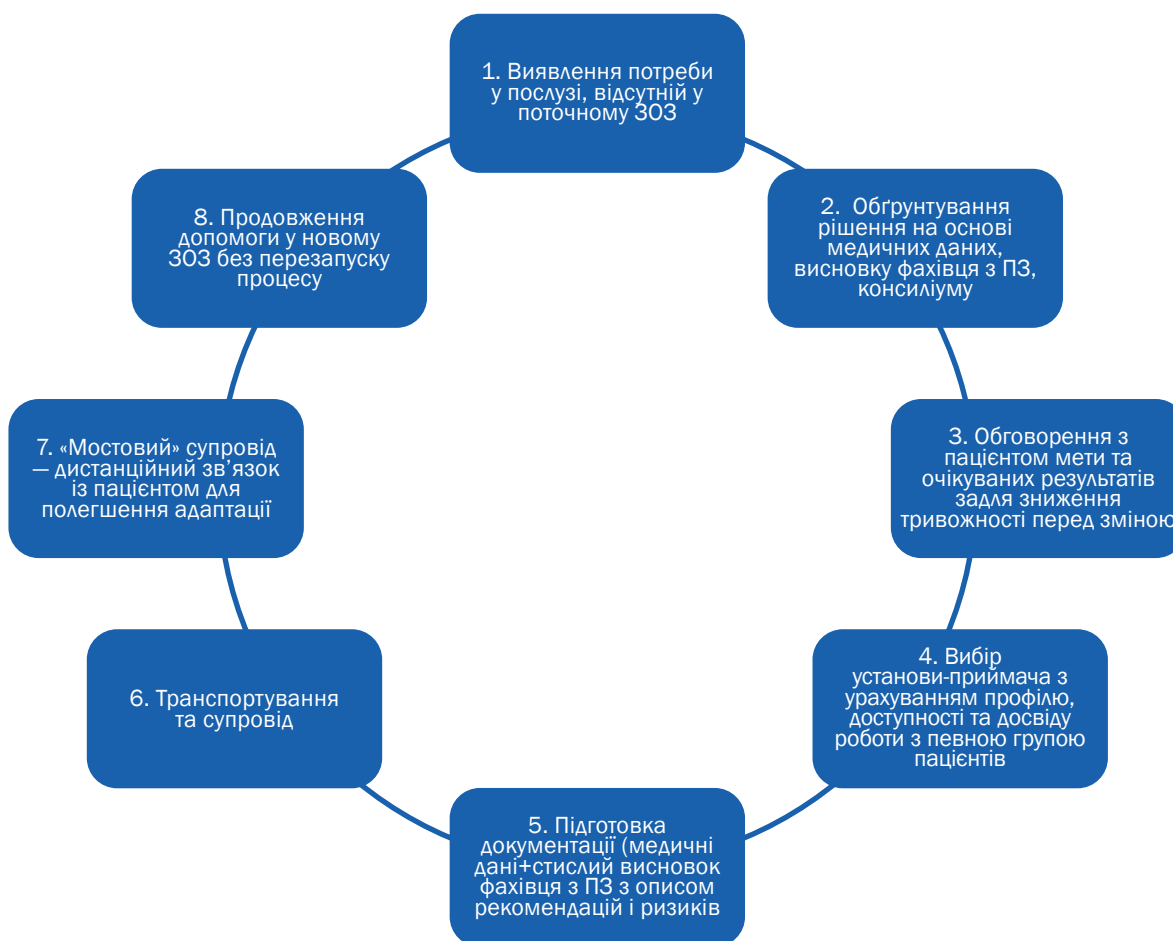 1. Виявлення потреби
у послузі, відсутній у
поточному ЗОЗ
2.  Обґрунтування
рішення на основі
медичних даних,
висновку фахівця з ПЗ,
консиліуму
3. Обговорення з
пацієнтом мети та
очікуваних результатів
задля зниження
тривожності перед зміною
4. Вибір
установи-приймача з
урахуванням профілю,
доступності та досвіду
роботи з певною групою
пацієнтів
5. Підготовка
документації (медичні
дані+стислий висновок
фахівця з ПЗ з описом
рекомендацій і ризиків
6. Транспортування
та супровід
7. «Мостовий» супровід
— дистанційний зв’язок
із пацієнтом для
полегшення адаптації
8. Продовження
допомоги у новому
ЗОЗ без перезапуску
процесу